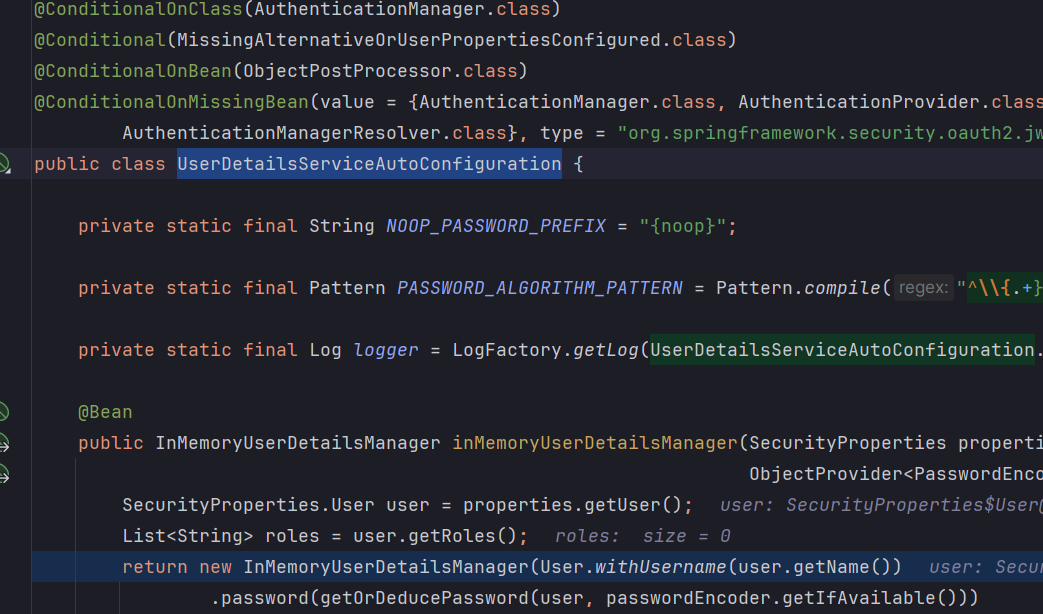 @ConditionalOnClass(AuthenticationManager.class)
@Conditional(MissingAlternativeOrUserPropertiesConfigured.class)
@ConditionalOnBean(ObjectPostProcessor.class)
@ConditionalOnMissingBean(value = {AuthenticationManager.class, AuthenticationProvider.class
AuthenticationManagerResolver.class}, type = "org.springframework.security.oauth2.jw
public class UserDetailsServiceAutoConfiguration {
private static final String NOOP_PASSWORD_PREFIX = "{noop}";
private static final Pattern PASSWORD_ALGORITHM_PATTERN = Pattern.compile( regex: "^\\{.+}
private static final Log logger = LogFactory.getLog(UserDetailsServiceAutoConfiguration.
@Bean
public InMemoryUserDetailsManager inMemoryUserDetailsManager(SecurityProperties properti
ObjectProvider<PasswordEnco
SecurityProperties.User user = properties.getUser(); user: SecurityProperties$User@
List<String> roles = user.getRoles(); roles: size = 0
return new InMemoryUserDetailsManager(User.withUsername(user.getName()) user: Secur
.password(getOrDeducePassword(user, passwordEncoder.getIfAvailable()))